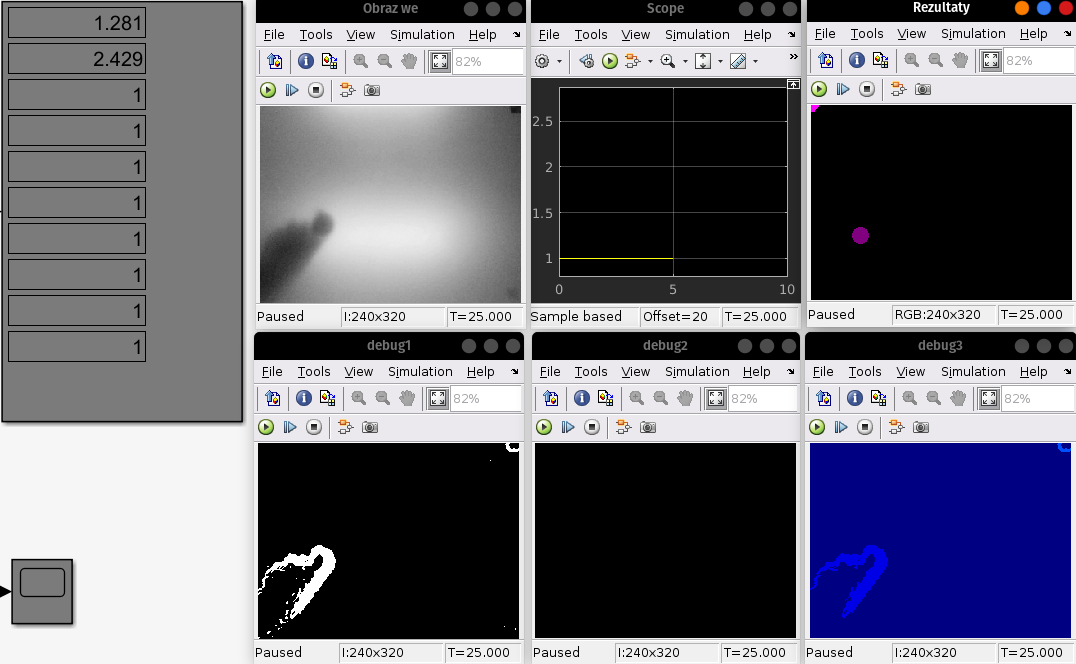 1.281
2.429
1
1
1
1
1
1
1
1
Obraz we
File Tools View Simulation Help
82%
Paused I:240x320 T=25.000
Scope
File Tools View Simulation Help
2.5
2
1.5
1
0 5 10
Sample based Offset=20 T=25.000
Rezultaty
File Tools View Simulation Help
82%
Paused RGB:240x320 T=25.000
debug1
File Tools View Simulation Help
82%
Paused I:240x320 T=25.000
debug2
File Tools View Simulation Help
82%
Paused I:240x320 T=25.000
debug3
File Tools View Simulation Help
82%
Paused I:240x320 T=25.000